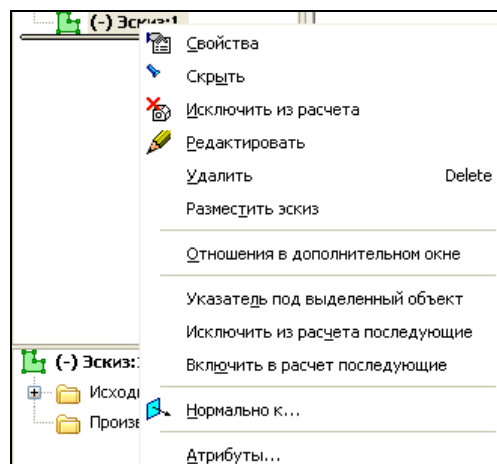 (-) Эскиз:1
Свойства
Скрыть
Исключить из расчета
Редактировать
Удалить Delete
Разместить эскиз
Отношения в дополнительном окне
Указатель под выделенный объект
Исключить из расчета последующие
Включить в расчет последующие
(-) Эскиз:
Нормально к...
Атрибуты...